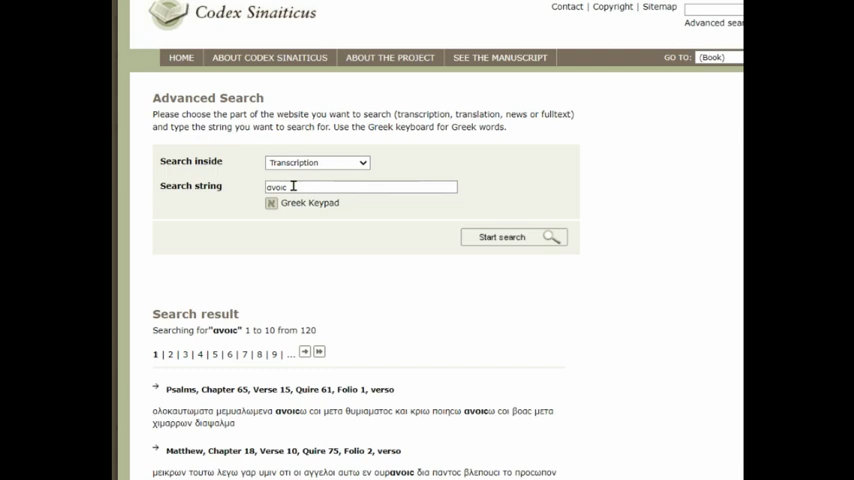 Codex Sinaiticus
Contact | Copyright | Sitemap
Advanced sear
HOME ABOUT CODEX SINAITICUS ABOUT THE PROJECT SEE THE MANUSCRIPT GO TO: (Book)
Advanced Search
Please choose the part of the website you want to search (transcription, translation, news or fulltext)
and type the string you want to search for. Use the Greek keyboard for Greek words.
Search inside Transcription
Search string ανοιϲ
Greek Keypad
Start search
Search result
Searching for"ανοιϲ" 1 to 10 from 120
1 | 2 | 3 | 4 | 5 | 6 | 7 | 8 | 9 | ...
Psalms, Chapter 65, Verse 15, Quire 61, Folio 1, verso
ολοκαυτωματα μεμυαλωμενα ανοιϲω ϲοι μετα θυμιαματοϲ και κριω ποιηϲω ανοιϲω ϲοι βοαϲ μετα
χιμαρρων διαψαλμα
Matthew, Chapter 18, Verse 10, Quire 75, Folio 2, verso
μεικρων τουτω λεγω γαρ υμιν οτι οι αγγελοι αυτω εν ουρανοιϲ δια παντοϲ βλεπουϲι το προϲωπον